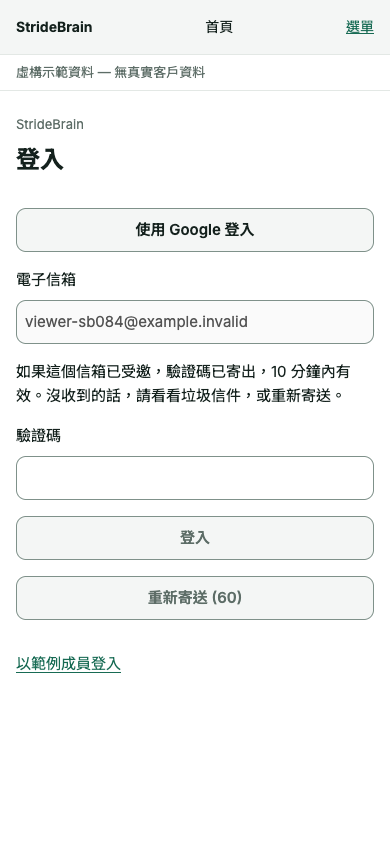 StrideBrain 首頁 選單
虛構示範資料 — 無真實客戶資料
StrideBrain
登入
使用 Google 登入
電子信箱
viewer-sb084@example.invalid
如果這個信箱已受邀，驗證碼已寄出，10 分鐘內有
效。沒收到的話，請看看垃圾信件，或重新寄送。
驗證碼
登入
重新寄送 (60)
以範例成員登入